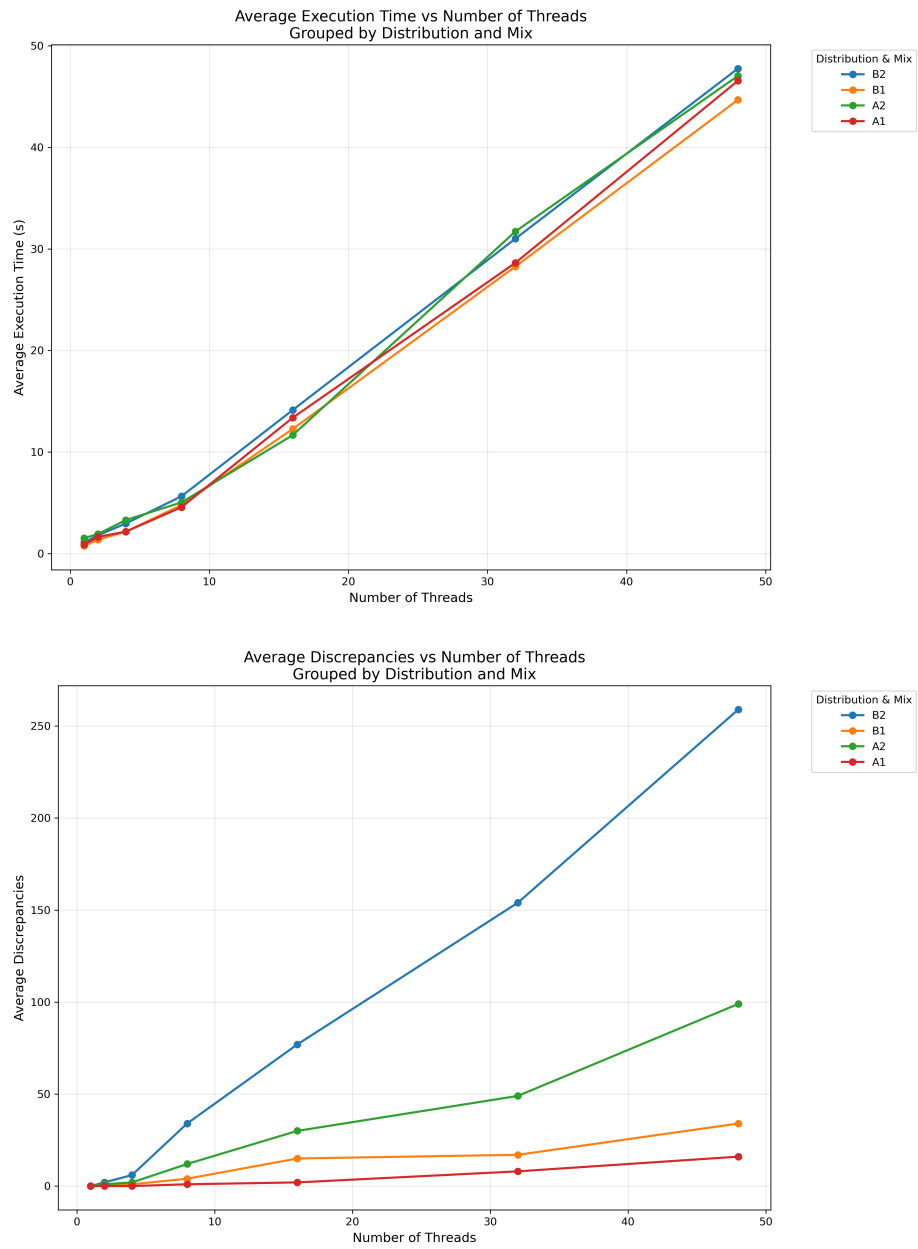 Average Execution Time vs Number of Threads
Grouped by Distribution and Mix
Distribution & Mix
B2
B1
A2
A1
Average Execution Time (s)
50
40
30
20
10
0
0 10 20 30 40 50
Number of Threads
Average Discrepancies vs Number of Threads
Grouped by Distribution and Mix
Distribution & Mix
B2
B1
A2
A1
Average Discrepancies
250
200
150
100
50
0
0 10 20 30 40 50
Number of Threads